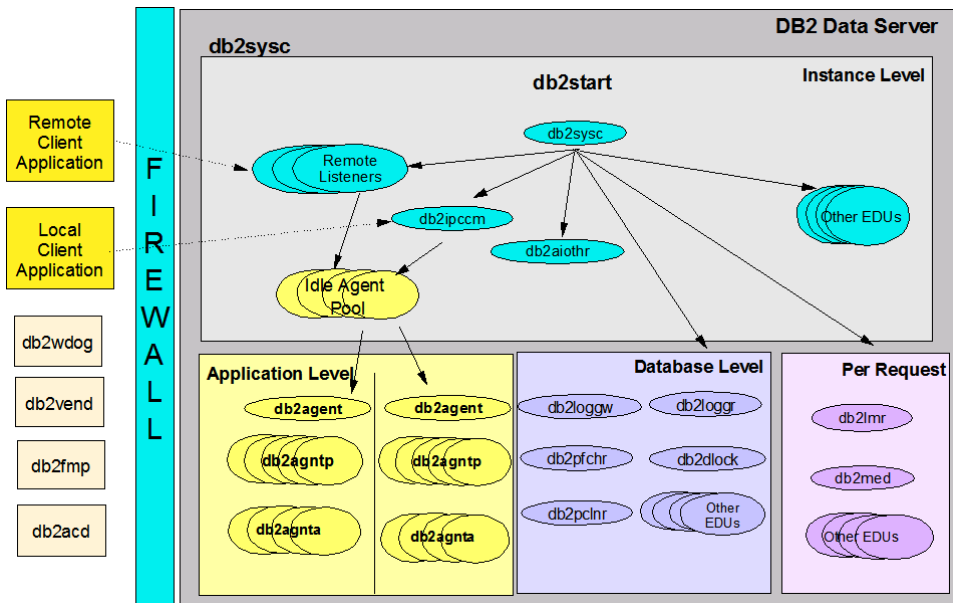 DB2 Data Server
db2sysc
Instance Level
db2start
Remote
Client
Application
Local
Client
Application
db2wdog
db2vend
db2fmp
db2acd
F
I
R
E
W
A
L
L
db2sysc
Remote
Listeners
db2ipccm
db2aiothr
Other EDUs
Idle Agent
Pool
Application Level
db2agent
db2agntp
db2agnta
db2agent
db2agntp
db2agnta
Database Level
db2loggw
db2loggr
db2pfchr
db2dlock
db2pclnr
Other
EDUs
Per Request
db2lmr
db2med
Other EDUs